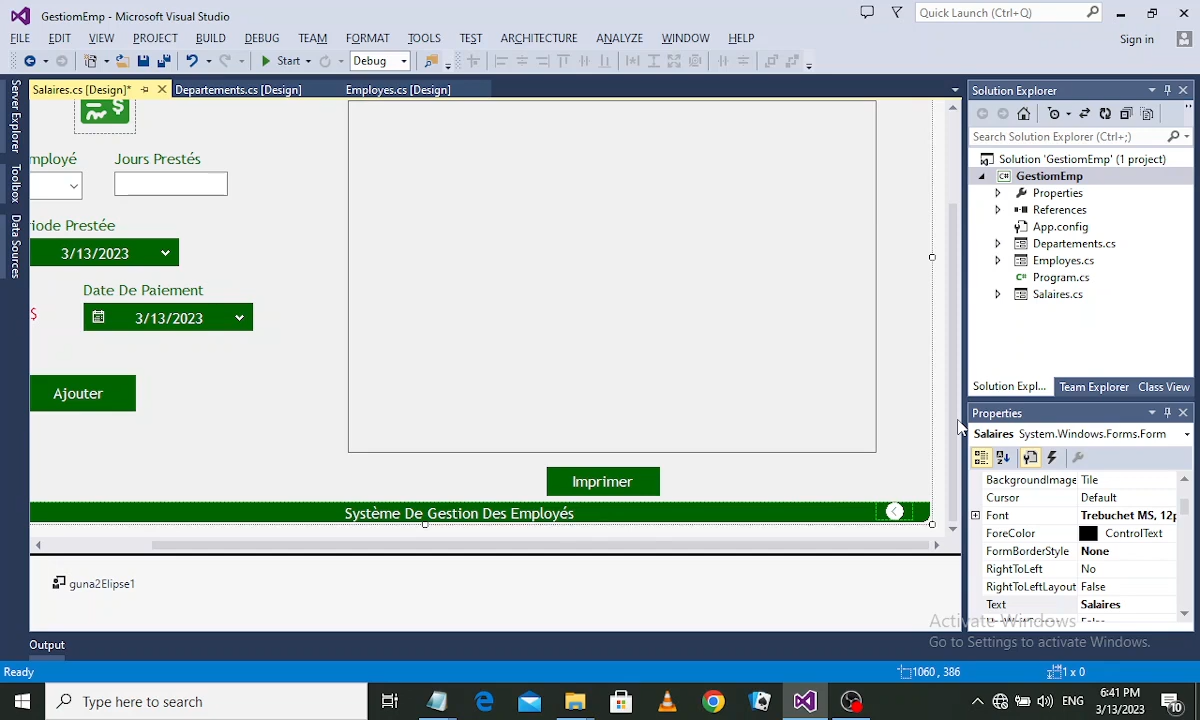 GestiomEmp - Microsoft Visual Studio
Quick Launch (Ctrl+Q)
FILE EDIT VIEW PROJECT BUILD DEBUG TEAM FORMAT TOOLS TEST ARCHITECTURE ANALYZE WINDOW HELP
Sign in
Start
Debug
Salaires.cs [Design]*
Departements.cs [Design]
Employes.cs [Design]
Server Explorer
Toolbox
Data Sources
mployé
Jours Prestés
iode Prestée
3/13/2023
Date De Paiement
$
3/13/2023
Ajouter
Imprimer
Système De Gestion Des Employés
guna2Elipse1
Output
Solution Explorer
Search Solution Explorer (Ctrl+;)
Solution 'GestiomEmp' (1 project)
C# GestiomEmp
Properties
References
App.config
Departements.cs
Employes.cs
C# Program.cs
Salaires.cs
Solution Expl... Team Explorer Class View
Properties
Salaires System.Windows.Forms.Form
BackgroundImage Tile
Cursor Default
Font Trebuchet MS, 12p
ForeColor ControlText
FormBorderStyle None
RightToLeft No
RightToLeftLayout False
Text Salaires
Activate Windows
Go to Settings to activate Windows.
Ready
1060 , 386
1 x 0
Type here to search
ENG
6:41 PM
3/13/2023
10